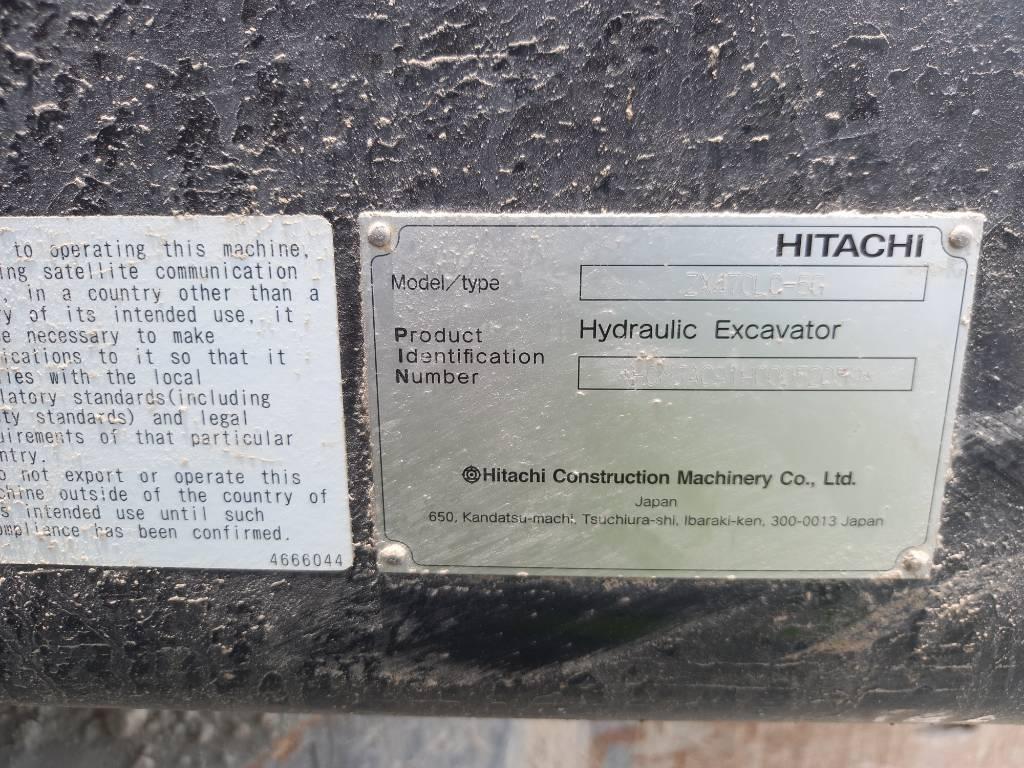 to operating this machine,
ing satellite communication
, in a country other than a
y of its intended use, it
e necessary to make
ications to it so that it
ies with the local
latory standards(including
ty standards) and legal
uirements of that particular
ntry.
o not export or operate this
chine outside of the country of
s intended use until such
ompliance has been confirmed.
4666044
HITACHI
Model/type ZX470LC-5G
Product Hydraulic Excavator
Identification
Number
Hitachi Construction Machinery Co., Ltd.
Japan
650, Kandatsu-machi, Tsuchiura-shi, Ibaraki-ken, 300-0013 Japan